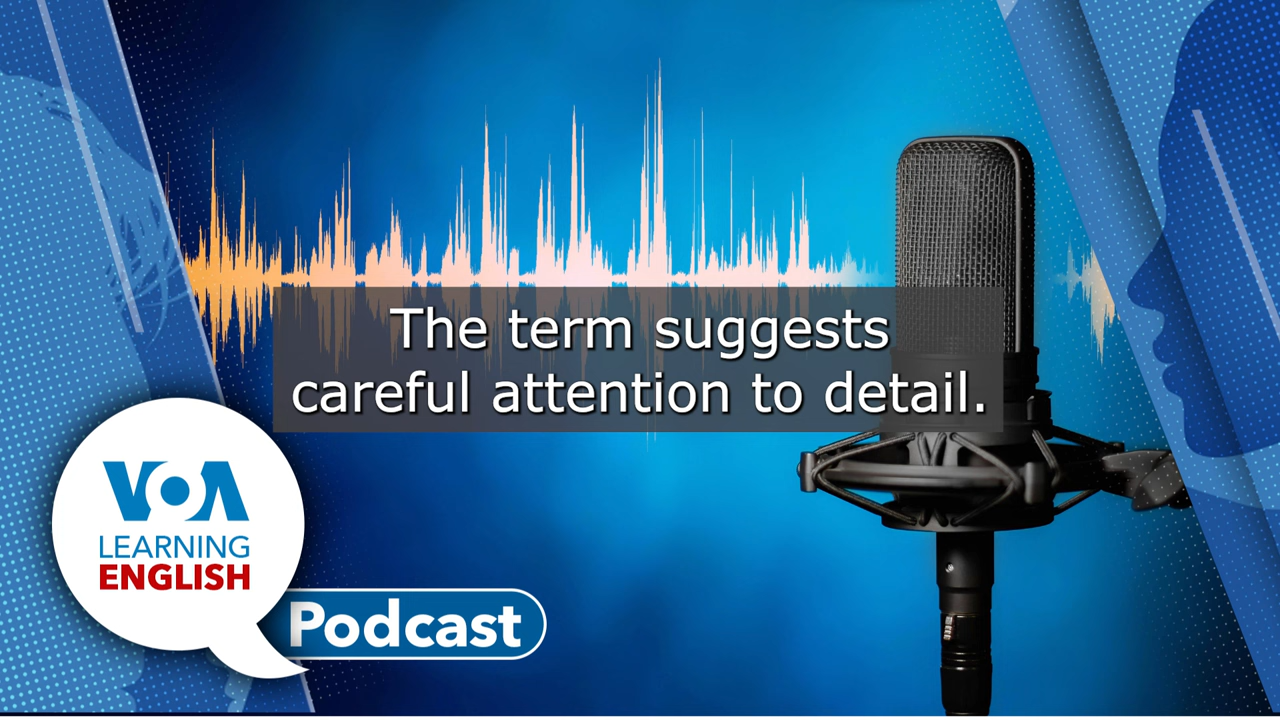 The term suggests
careful attention to detail.
VOA
LEARNING
ENGLISH
Podcast